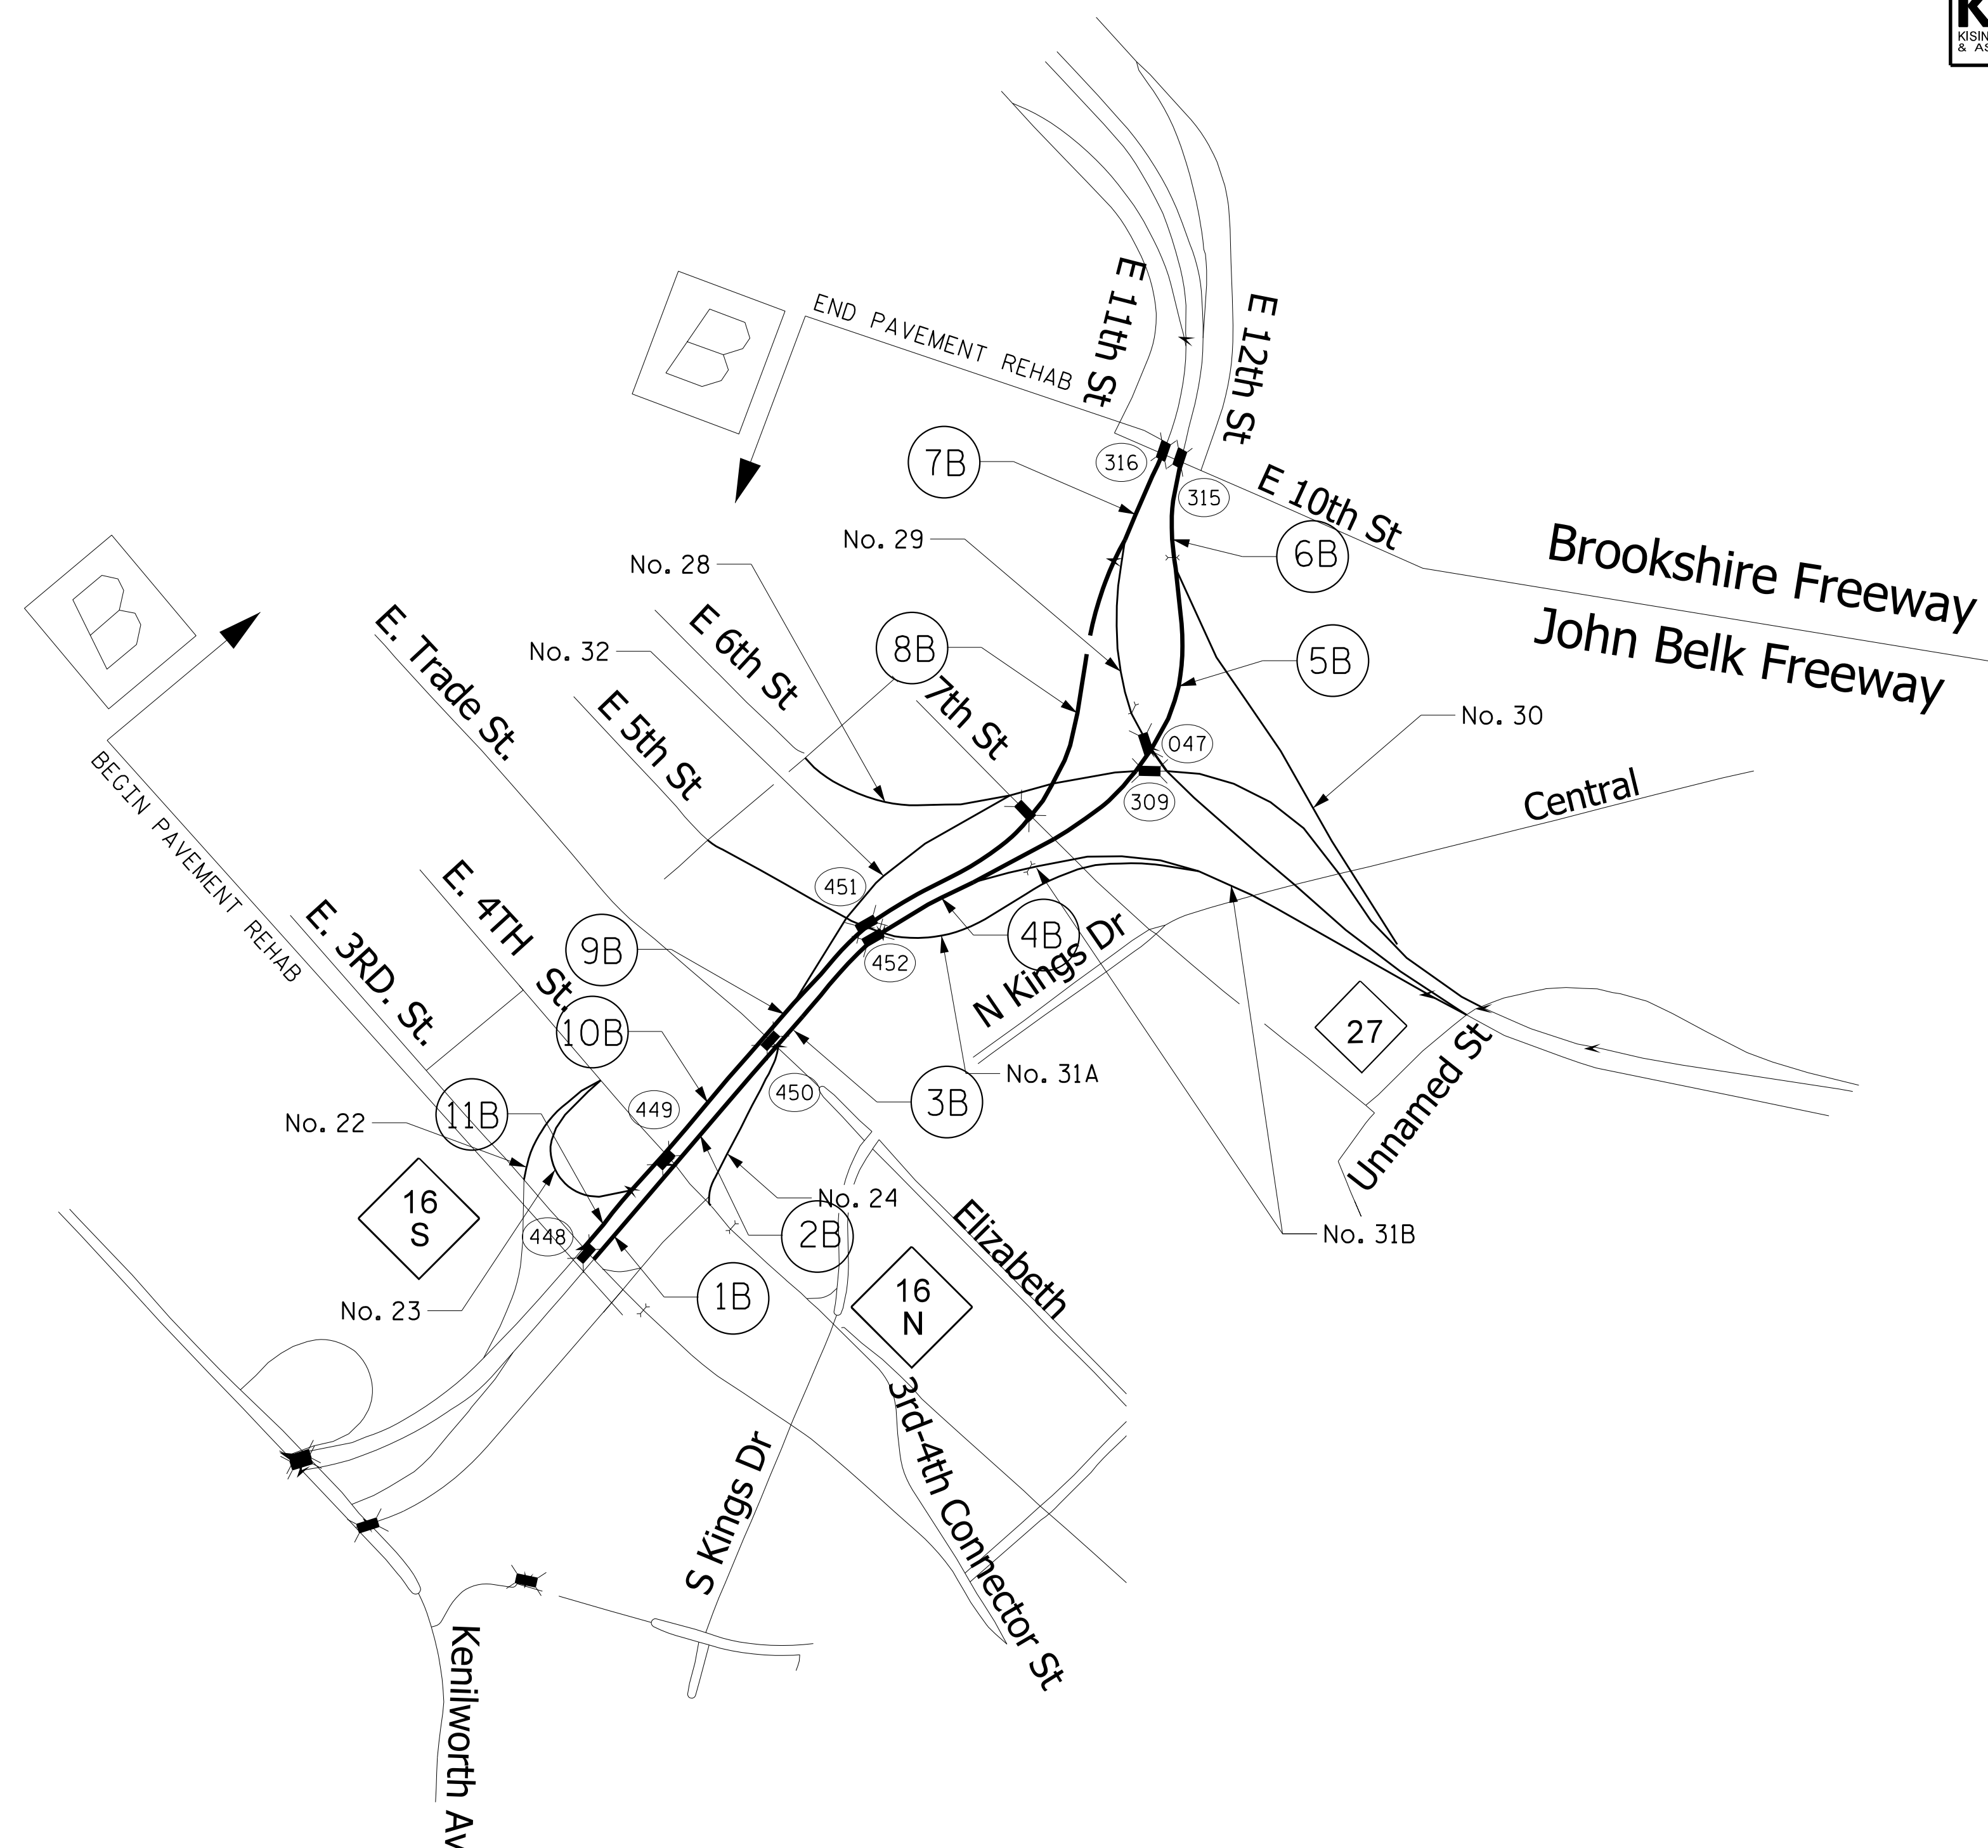 K
KISIN
& AS
E 11th St
E 12th St
B
END PAVEMENT REHAB
7B
316
315
E 10th St
6B
Brookshire Freeway
John Belk Freeway
No. 29
No. 28
B
E. Trade St.
E 6th St
No. 32
E 5th St
8B
7th St
5B
047
No. 30
309
Central
BEGIN PAVEMENT REHAB
E. 3RD. St.
E. 4TH St.
451
9B
452
4B
N Kings Dr
10B
27
Unnamed St
No. 31A
3B
450
449
11B
No. 22
16
S
No. 24
448
2B
Elizabeth
No. 31B
1B
No. 23
16
N
3rd-4th Connector St
S Kings Dr
Kenilworth Av